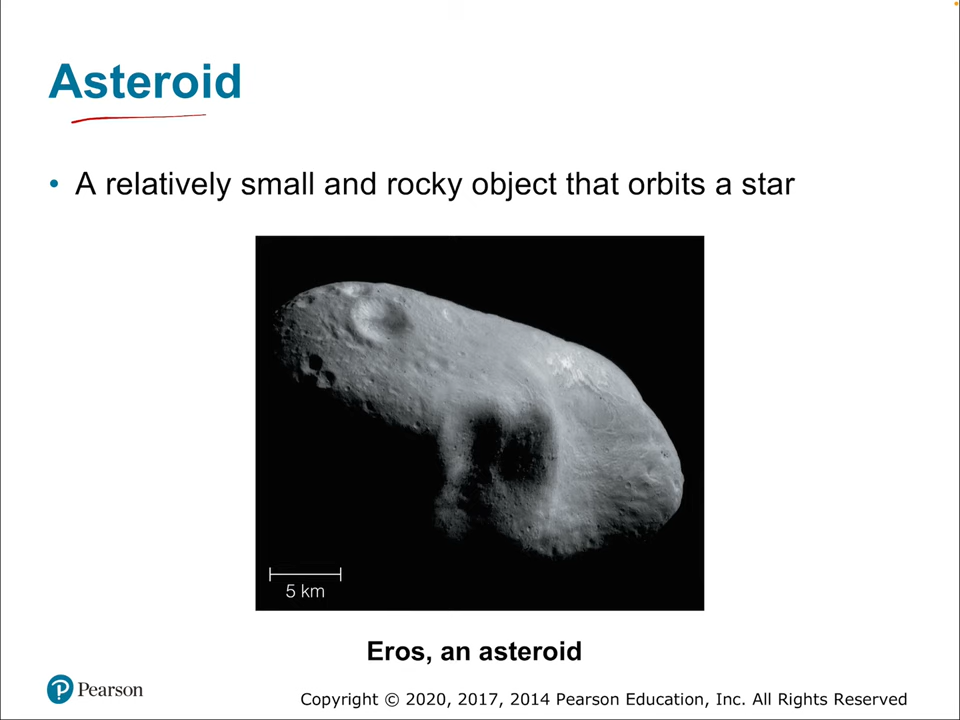 Asteroid
• A relatively small and rocky object that orbits a star
5 km
Eros, an asteroid
Pearson
Copyright © 2020, 2017, 2014 Pearson Education, Inc. All Rights Reserved